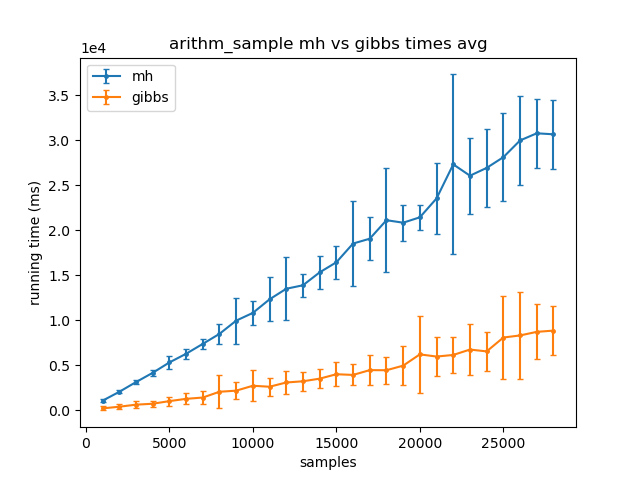 arithm_sample mh vs gibbs times avg
1e4
mh
gibbs
3.5
3.0
2.5
2.0
1.5
1.0
0.5
0.0
running time (ms)
0 5000 10000 15000 20000 25000
samples